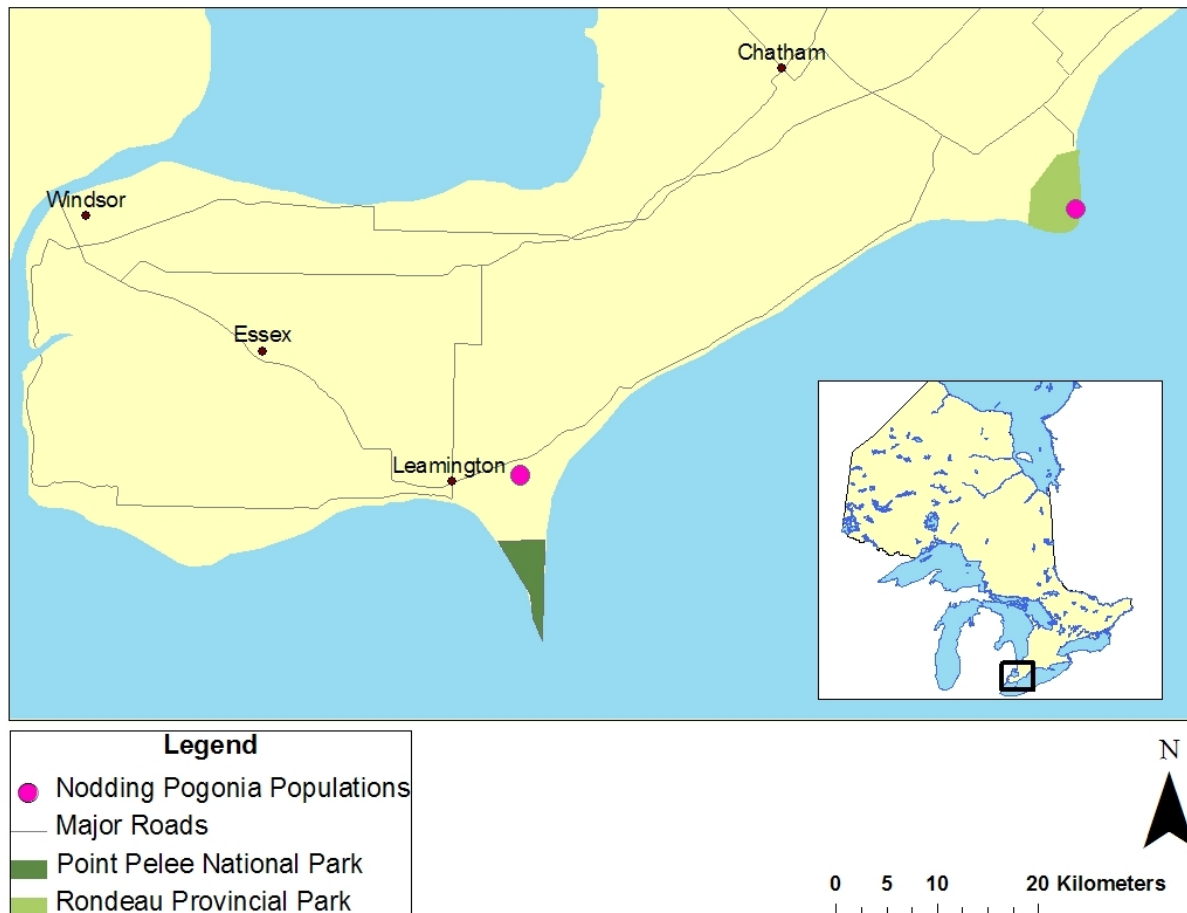 Chatham
Windsor
Essex
Leamington
Legend
Nodding Pogonia Populations
Major Roads
Point Pelee National Park
Rondeau Provincial Park
N
0 5 10 20 Kilometers